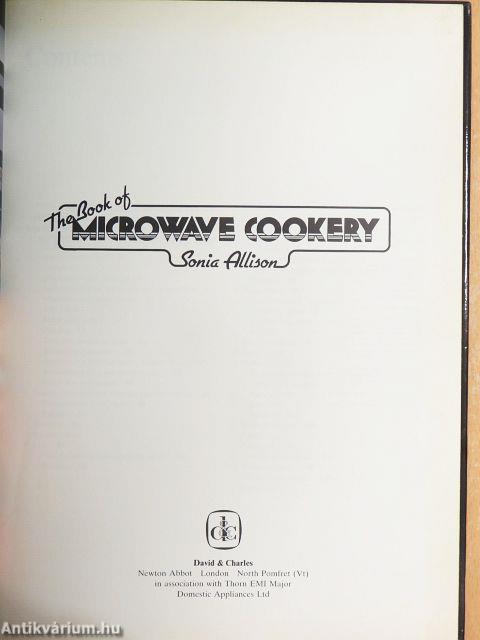 The Book of
MICROWAVE COOKERY
Sonia Allison
David & Charles
Newton Abbot London North Pomfret (Vt)
in association with Thorn EMI Major
Domestic Appliances Ltd
Antikvárium.hu